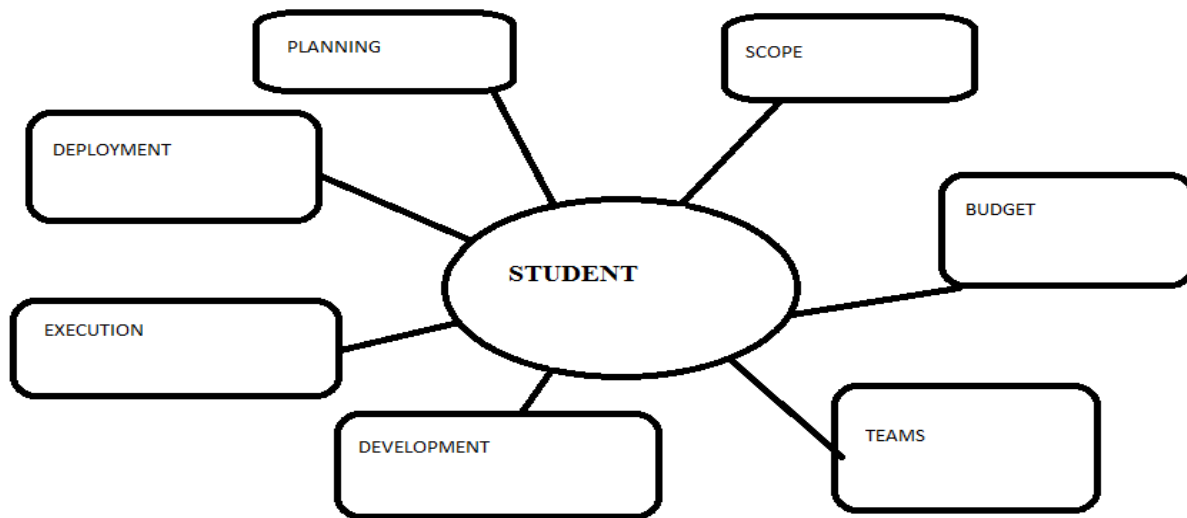 PLANNING
SCOPE
DEPLOYMENT
BUDGET
STUDENT
EXECUTION
DEVELOPMENT
TEAMS